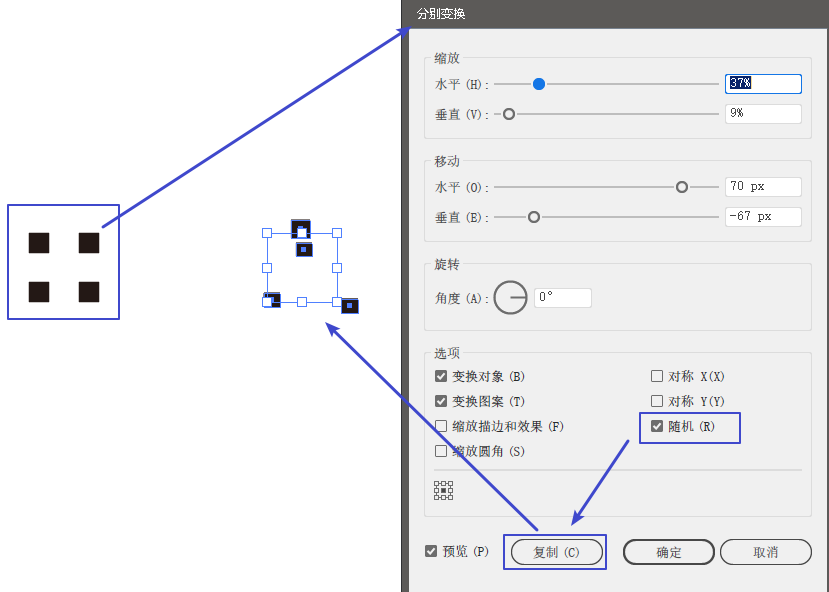 分别变换
缩放
水平(H):
37%
垂直(V):
9%
移动
水平(O):
70 px
垂直(E):
-67 px
旋转
角度(A):
0°
选项
变换对象(B)
对称 X(X)
变换图案(T)
对称 Y(Y)
缩放描边和效果(F)
随机(R)
缩放圆角(S)
预览(P)
复制(C)
确定
取消